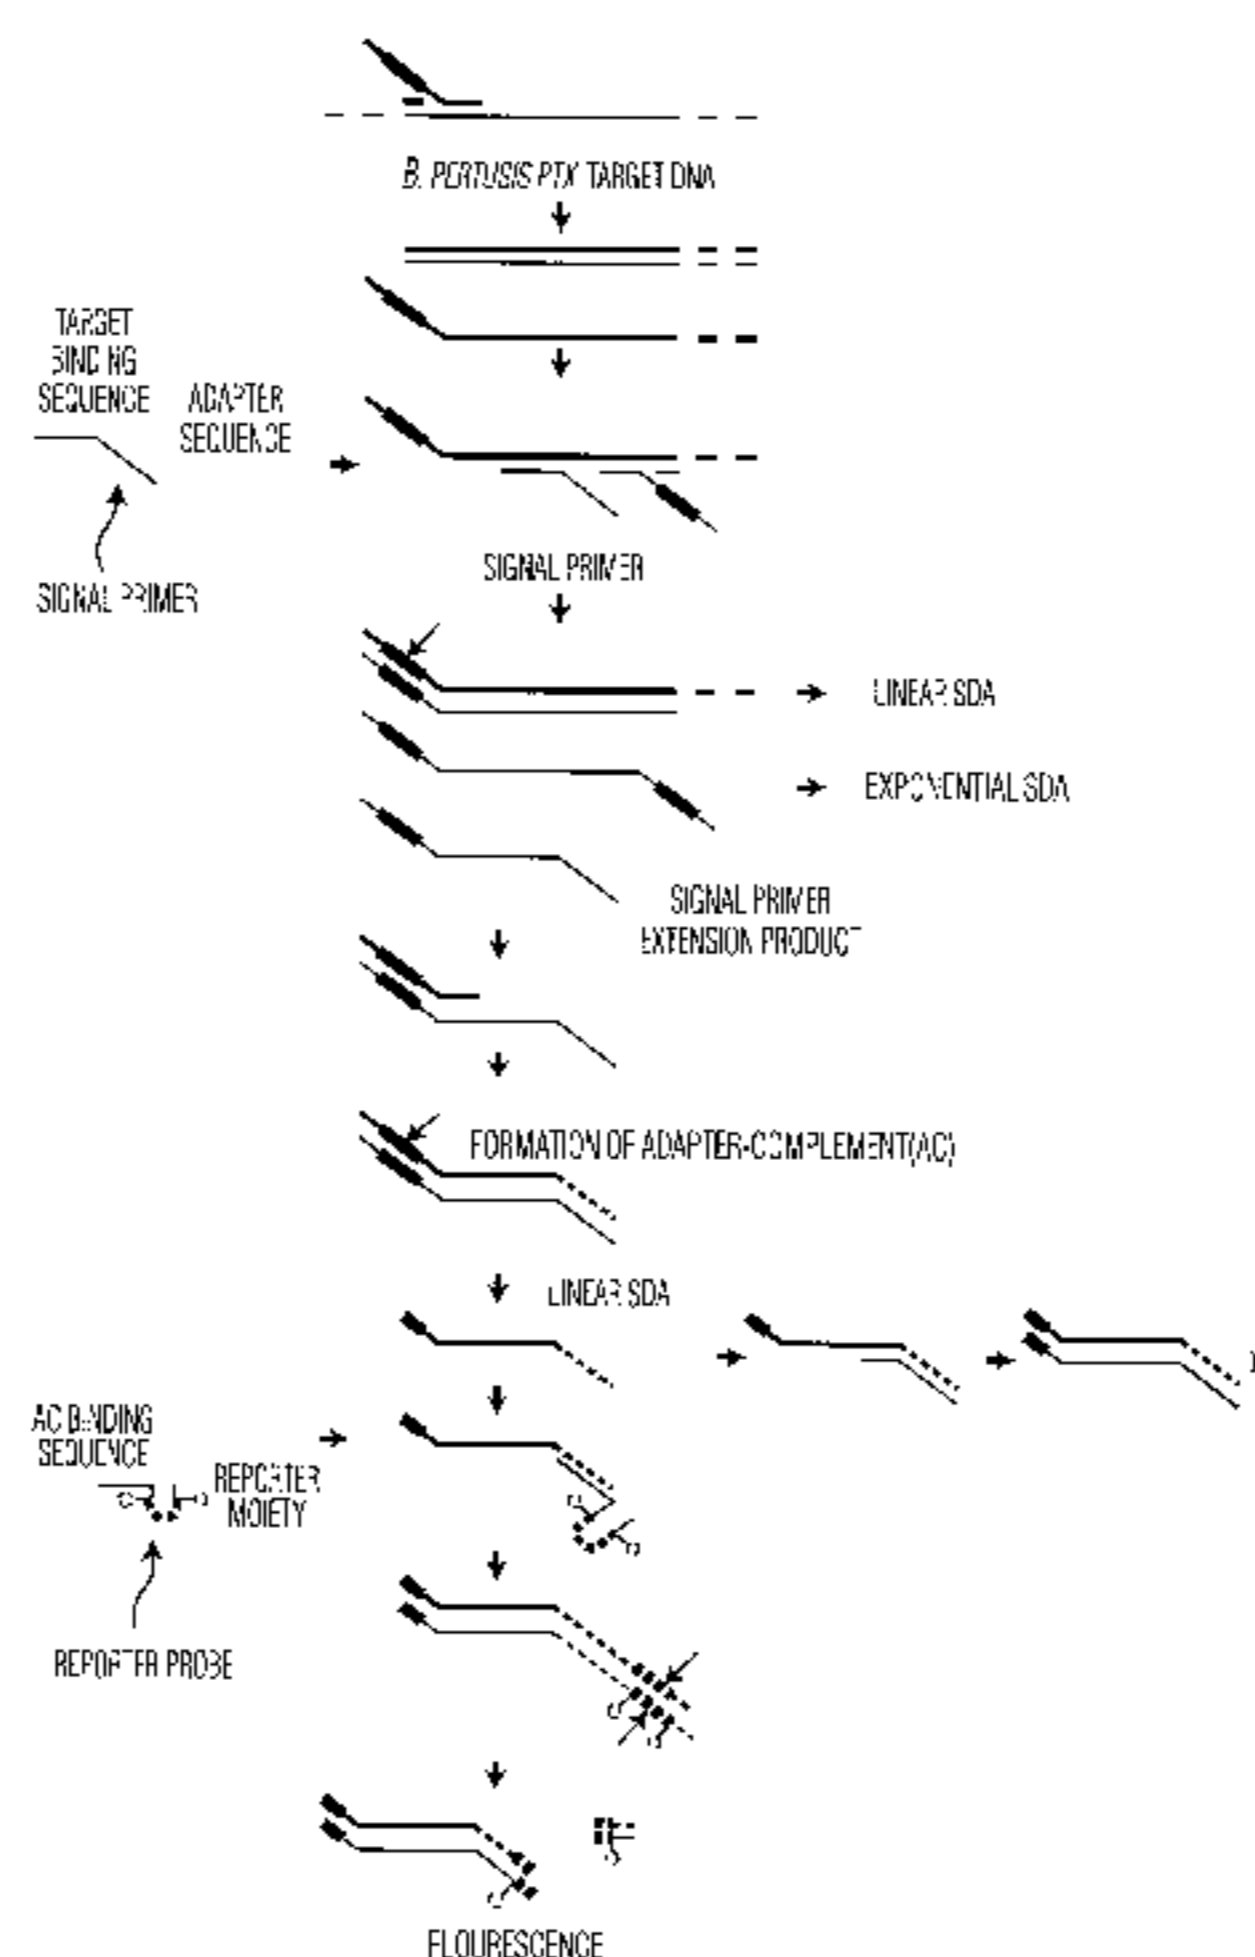 B. PERTUSIS PTX TARGET DNA
TARGET
BINDING
SEQUENCE
ADAPTER
SEQUENCE
SIGNAL PRIMER
SIGNAL PRIMER
LINEAR SDA
EXPONENTIAL SDA
SIGNAL PRIMER
EXTENSION PRODUCT
FORMATION OF ADAPTER-COMPLEMENT(AC)
LINEAR SDA
AC BINDING
SEQUENCE
REPORTER
MOIETY
REPORTER PROBE
FLOURESCENCE